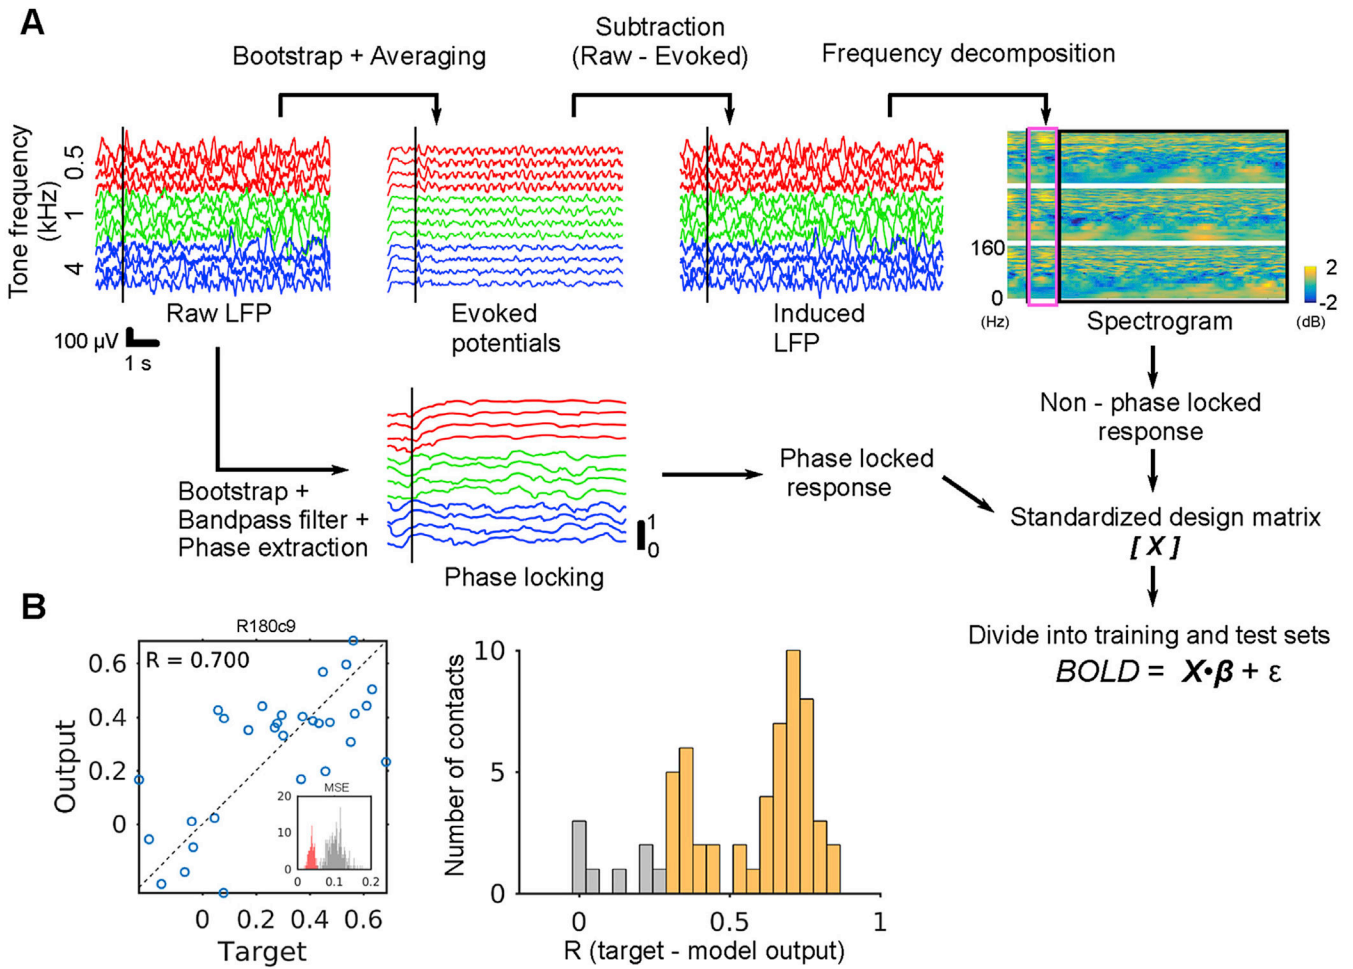 A
Bootstrap + Averaging
Subtraction
(Raw - Evoked)
Frequency decomposition
Tone frequency
(kHz)
0.5
1
4
160
0
(Hz)
2
-2
(dB)
Raw LFP
Evoked
potentials
Induced
LFP
Spectrogram
100 µV
1 s
Non - phase locked
response
Bootstrap +
Bandpass filter +
Phase extraction
1
0
Phase locking
Phase locked
response
Standardized design matrix
[ X ]
Divide into training and test sets
BOLD = X•β + ε
B
R180c9
R = 0.700
Output
0.6
0.4
0.2
0
0 0.2 0.4 0.6
Target
MSE
20
10
0
0 0.1 0.2
Number of contacts
10
5
0
0 0.5 1
R (target - model output)